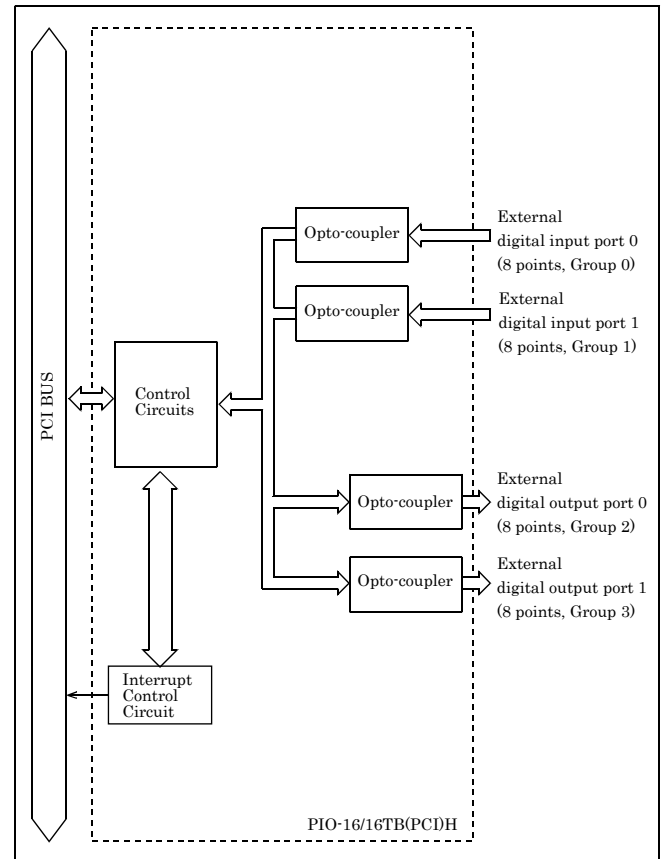 PCI BUS
Control
Circuits
Interrupt
Control
Circuit
Opto-coupler
External
digital input port 0
(8 points, Group 0)
Opto-coupler
External
digital input port 1
(8 points, Group 1)
Opto-coupler
External
digital output port 0
(8 points, Group 2)
Opto-coupler
External
digital output port 1
(8 points, Group 3)
PIO-16/16TB(PCI)H